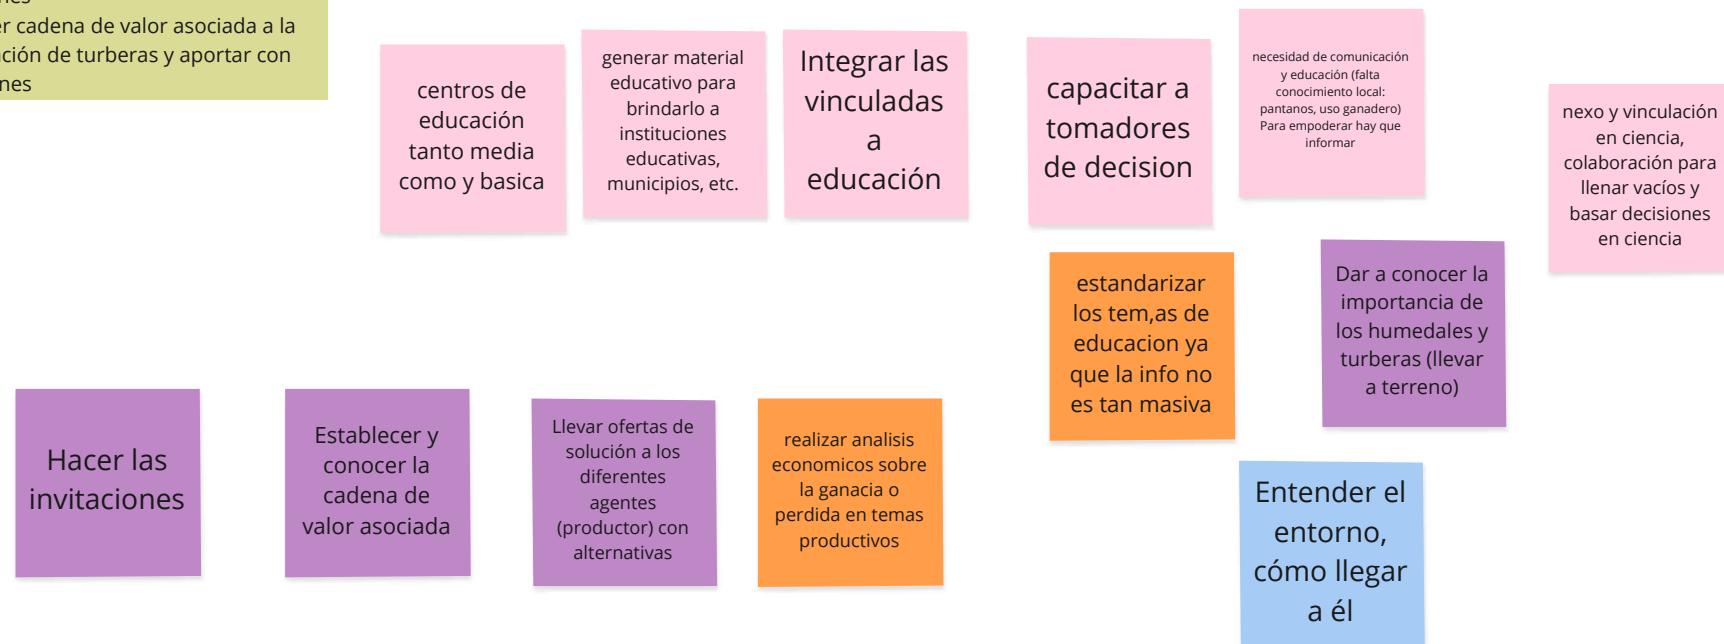 er cadena de valor asociada a la
ción de turberas y aportar con
nes
centros de
educación
tanto media
como y basica
generar material
educativo para
brindarlo a
instituciones
educativas,
municipios, etc.
Integrar las
vinculadas
a
educación
capacitar a
tomadores
de decision
necesidad de comunicación
y educación (falta
conocimiento local:
pantanos, uso ganadero)
Para empoderar hay que
informar
nexo y vinculación
en ciencia,
colaboración para
llenar vacíos y
basar decisiones
en ciencia
estandarizar
los tem,as de
educacion ya
que la info no
es tan masiva
Dar a conocer la
importancia de
los humedales y
turberas (llevar
a terreno)
Hacer las
invitaciones
Establecer y
conocer la
cadena de
valor asociada
Llevar ofertas de
solución a los
diferentes
agentes
(productor) con
alternativas
realizar analisis
economicos sobre
la ganacia o
perdida en temas
productivos
Entender el
entorno,
cómo llegar
a él